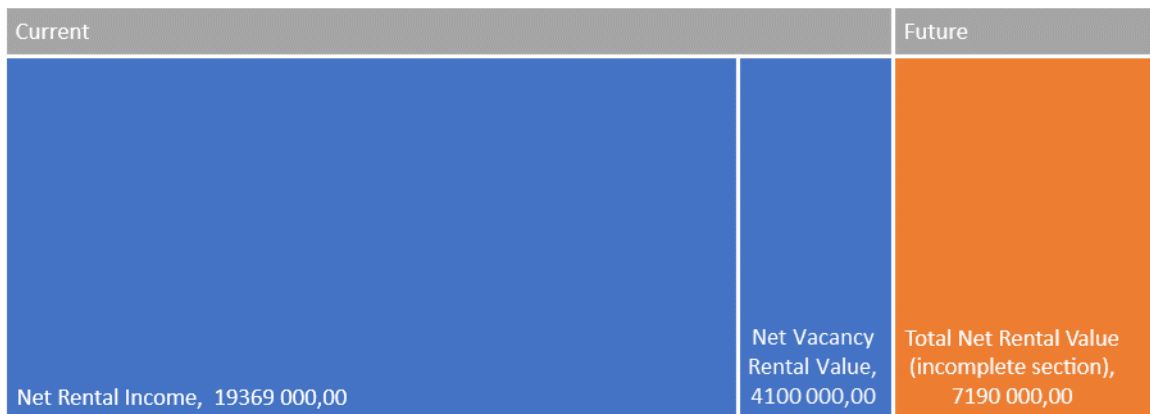 Current
Future
Net Rental Income, 19369 000,00
Net Vacancy
Rental Value,
4100 000,00
Total Net Rental Value
(incomplete section),
7190 000,00